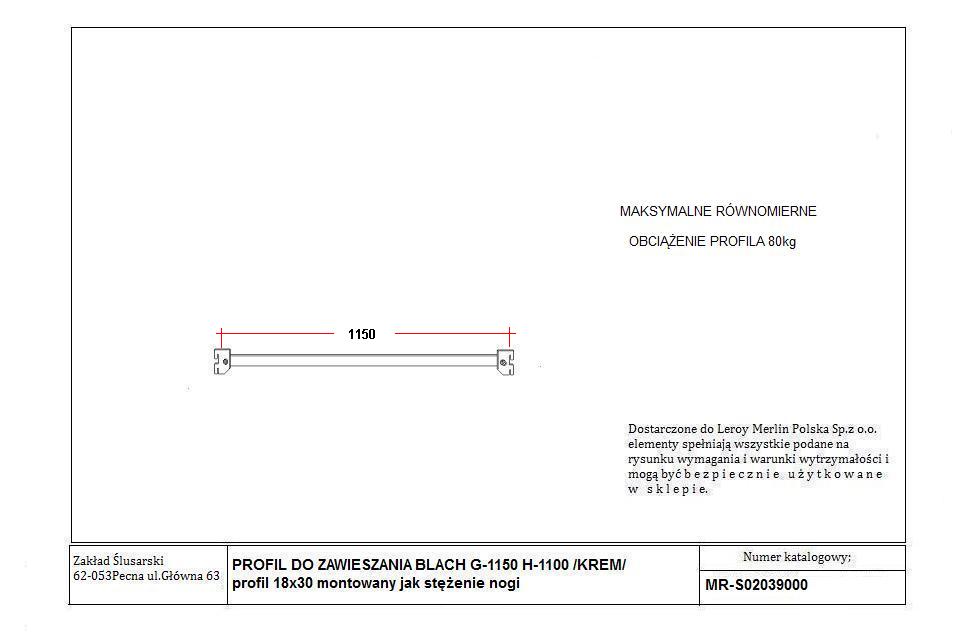 MAKSYMALNE RÓWNOMIERNE
OBCIĄŻENIE PROFILA 80kg
1150
Dostarczone do Leroy Merlin Polska Sp.z o.o.
elementy spełniają wszystkie podane na
rysunku wymagania i warunki wytrzymałości i
mogą być b e z p i e c z n i e u ż y t k o w a n e
w s k l e p i e.
Zakład Ślusarski
62-053Pecna ul.Główna 63
PROFIL DO ZAWIESZANIA BLACH G-1150 H-1100 /KREM/
profil 18x30 montowany jak stężenie nogi
Numer katalogowy;
MR-S02039000